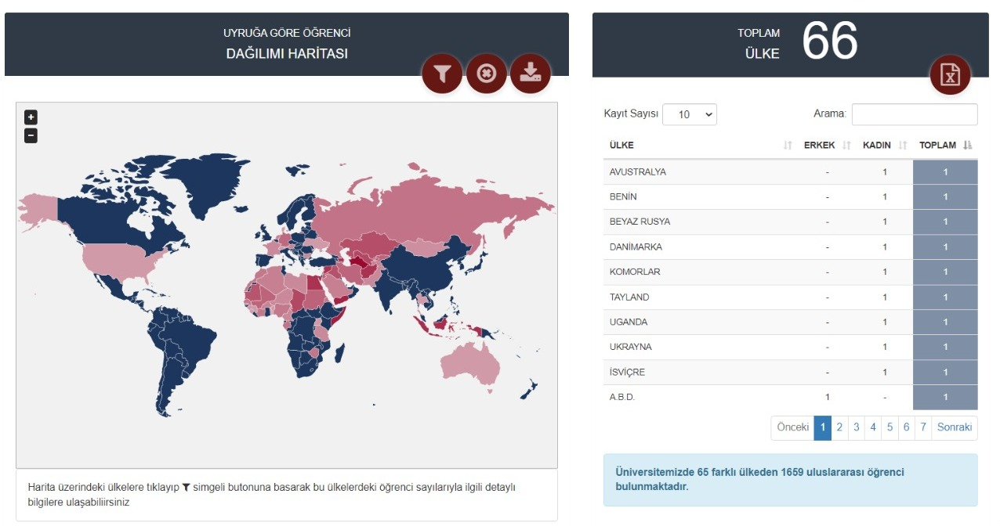 UYRUĞA GÖRE ÖĞRENCİ
DAĞILIMI HARİTASI
+
−
Harita üzerindeki ülkelere tıklayıp simgeli butonuna basarak bu ülkelerdeki öğrenci sayılarıyla ilgili detaylı
bilgilere ulaşabiliirsiniz
TOPLAM
ÜLKE
66
Kayıt Sayısı 10 Arama:
ÜLKE ERKEK KADIN TOPLAM
AVUSTRALYA - 1 1
BENİN - 1 1
BEYAZ RUSYA - 1 1
DANİMARKA - 1 1
KOMORLAR - 1 1
TAYLAND - 1 1
UGANDA - 1 1
UKRAYNA - 1 1
İSVİÇRE - 1 1
A.B.D. 1 - 1
Önceki 1 2 3 4 5 6 7 Sonraki
Üniversitemizde 65 farklı ülkeden 1659 uluslararası öğrenci
bulunmaktadır.